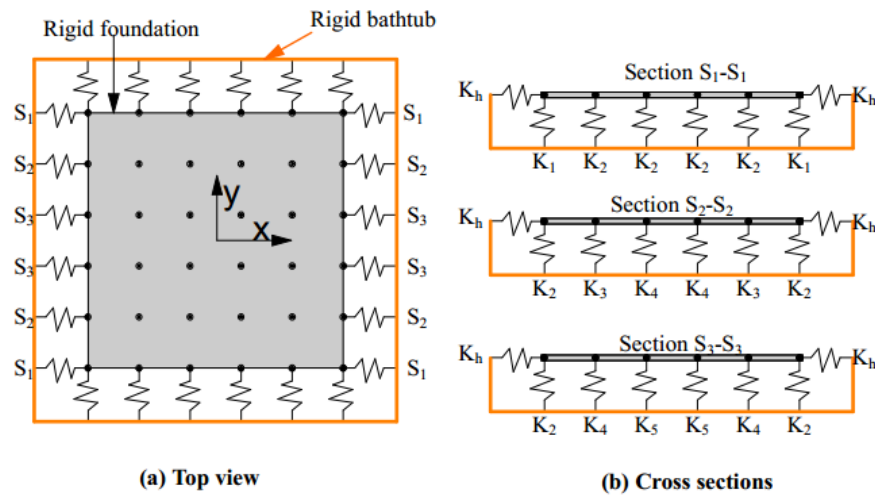 Rigid foundation
Rigid bathtub
S1 S1
S2 S2
S3 S3
S3 S3
S2 S2
S1 S1
y
x
(a) Top view
Section S1-S1
Kh Kh
K1 K2 K2 K2 K2 K1
Section S2-S2
Kh Kh
K2 K3 K4 K4 K3 K2
Section S3-S3
Kh Kh
K2 K4 K5 K5 K4 K2
(b) Cross sections